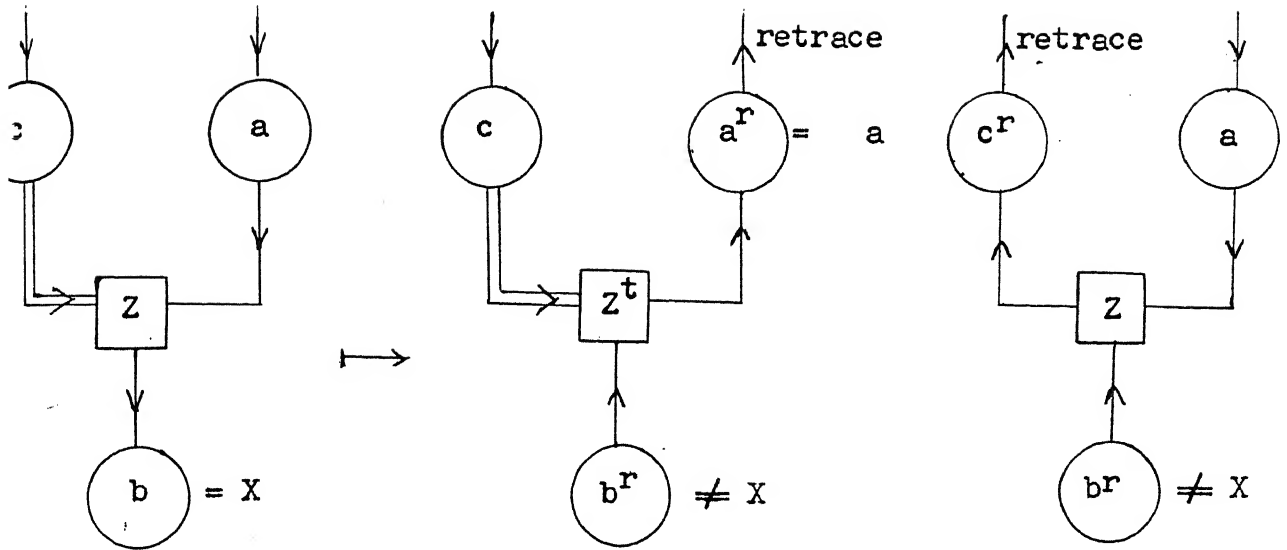 retrace
retrace
c
a
c
a^r = a
c^r
a
Z
Z^t
Z
b = X
b^r ≠ X
b^r ≠ X